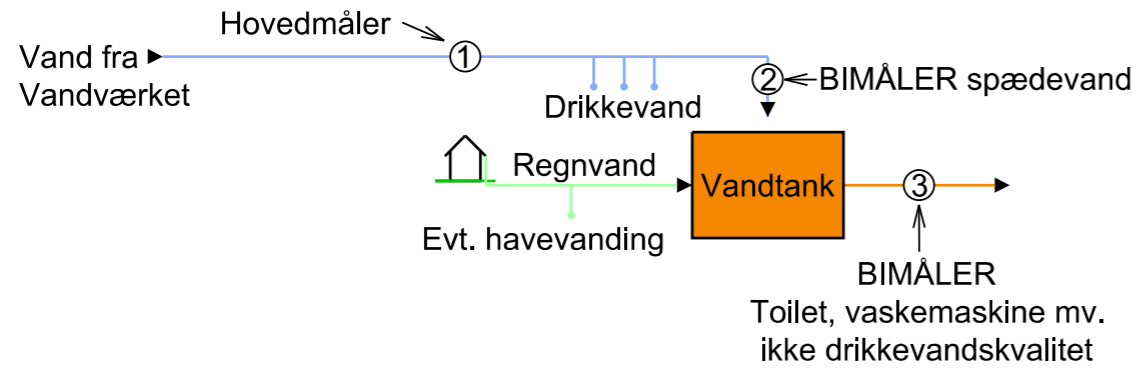 Hovedmåler
Vand fra
Vandværket
1
2
BIMÅLER spædevand
Drikkevand
Regnvand
Vandtank
3
Evt. havevanding
BIMÅLER
Toilet, vaskemaskine mv.
ikke drikkevandskvalitet